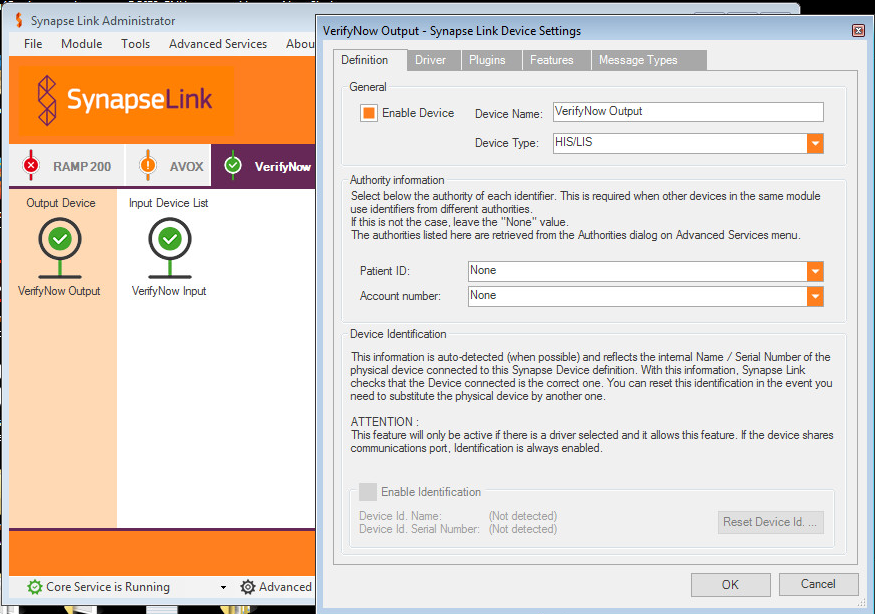 Synapse Link Administrator
File Module Tools Advanced Services Abou
SynapseLink
RAMP 200 AVOX VerifyNow
Output Device Input Device List
VerifyNow Output VerifyNow Input
Core Service is Running Advanced
VerifyNow Output - Synapse Link Device Settings
Definition Driver Plugins Features Message Types
General
Enable Device Device Name: VerifyNow Output
Device Type: HIS/LIS
Authority information
Select below the authority of each identifier. This is required when other devices in the same module
use identifiers from different authorities.
If this is not the case, leave the "None" value.
The authorities listed here are retrieved from the Authorities dialog on Advanced Services menu.
Patient ID: None
Account number: None
Device Identification
This information is auto-detected (when possible) and reflects the internal Name / Serial Number of the
physical device connected to this Synapse Device definition. With this information, Synapse Link
checks that the Device connected is the correct one. You can reset this identification in the event you
need to substitute the physical device by another one.
ATTENTION :
This feature will only be active if there is a driver selected and it allows this feature. If the device shares
communications port, Identification is always enabled.
Enable Identification
Device Id. Name: (Not detected)
Device Id. Serial Number: (Not detected)
Reset Device Id. ...
OK Cancel